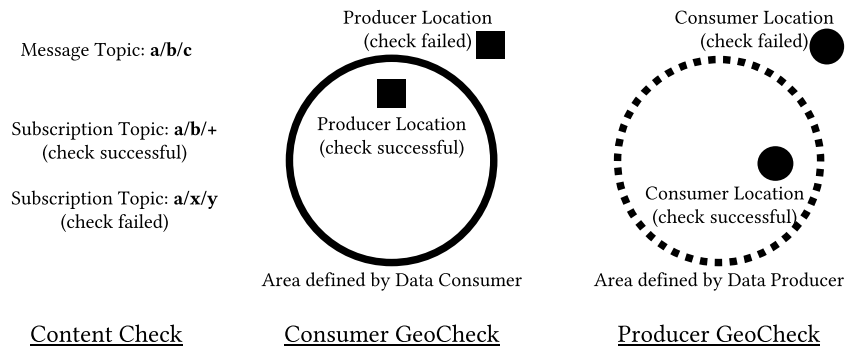 Message Topic: a/b/c
Subscription Topic: a/b/+
(check successful)
Subscription Topic: a/x/y
(check failed)
Content Check
Producer Location
(check failed)
Producer Location
(check successful)
Area defined by Data Consumer
Consumer GeoCheck
Consumer Location
(check failed)
Consumer Location
(check successful)
Area defined by Data Producer
Producer GeoCheck